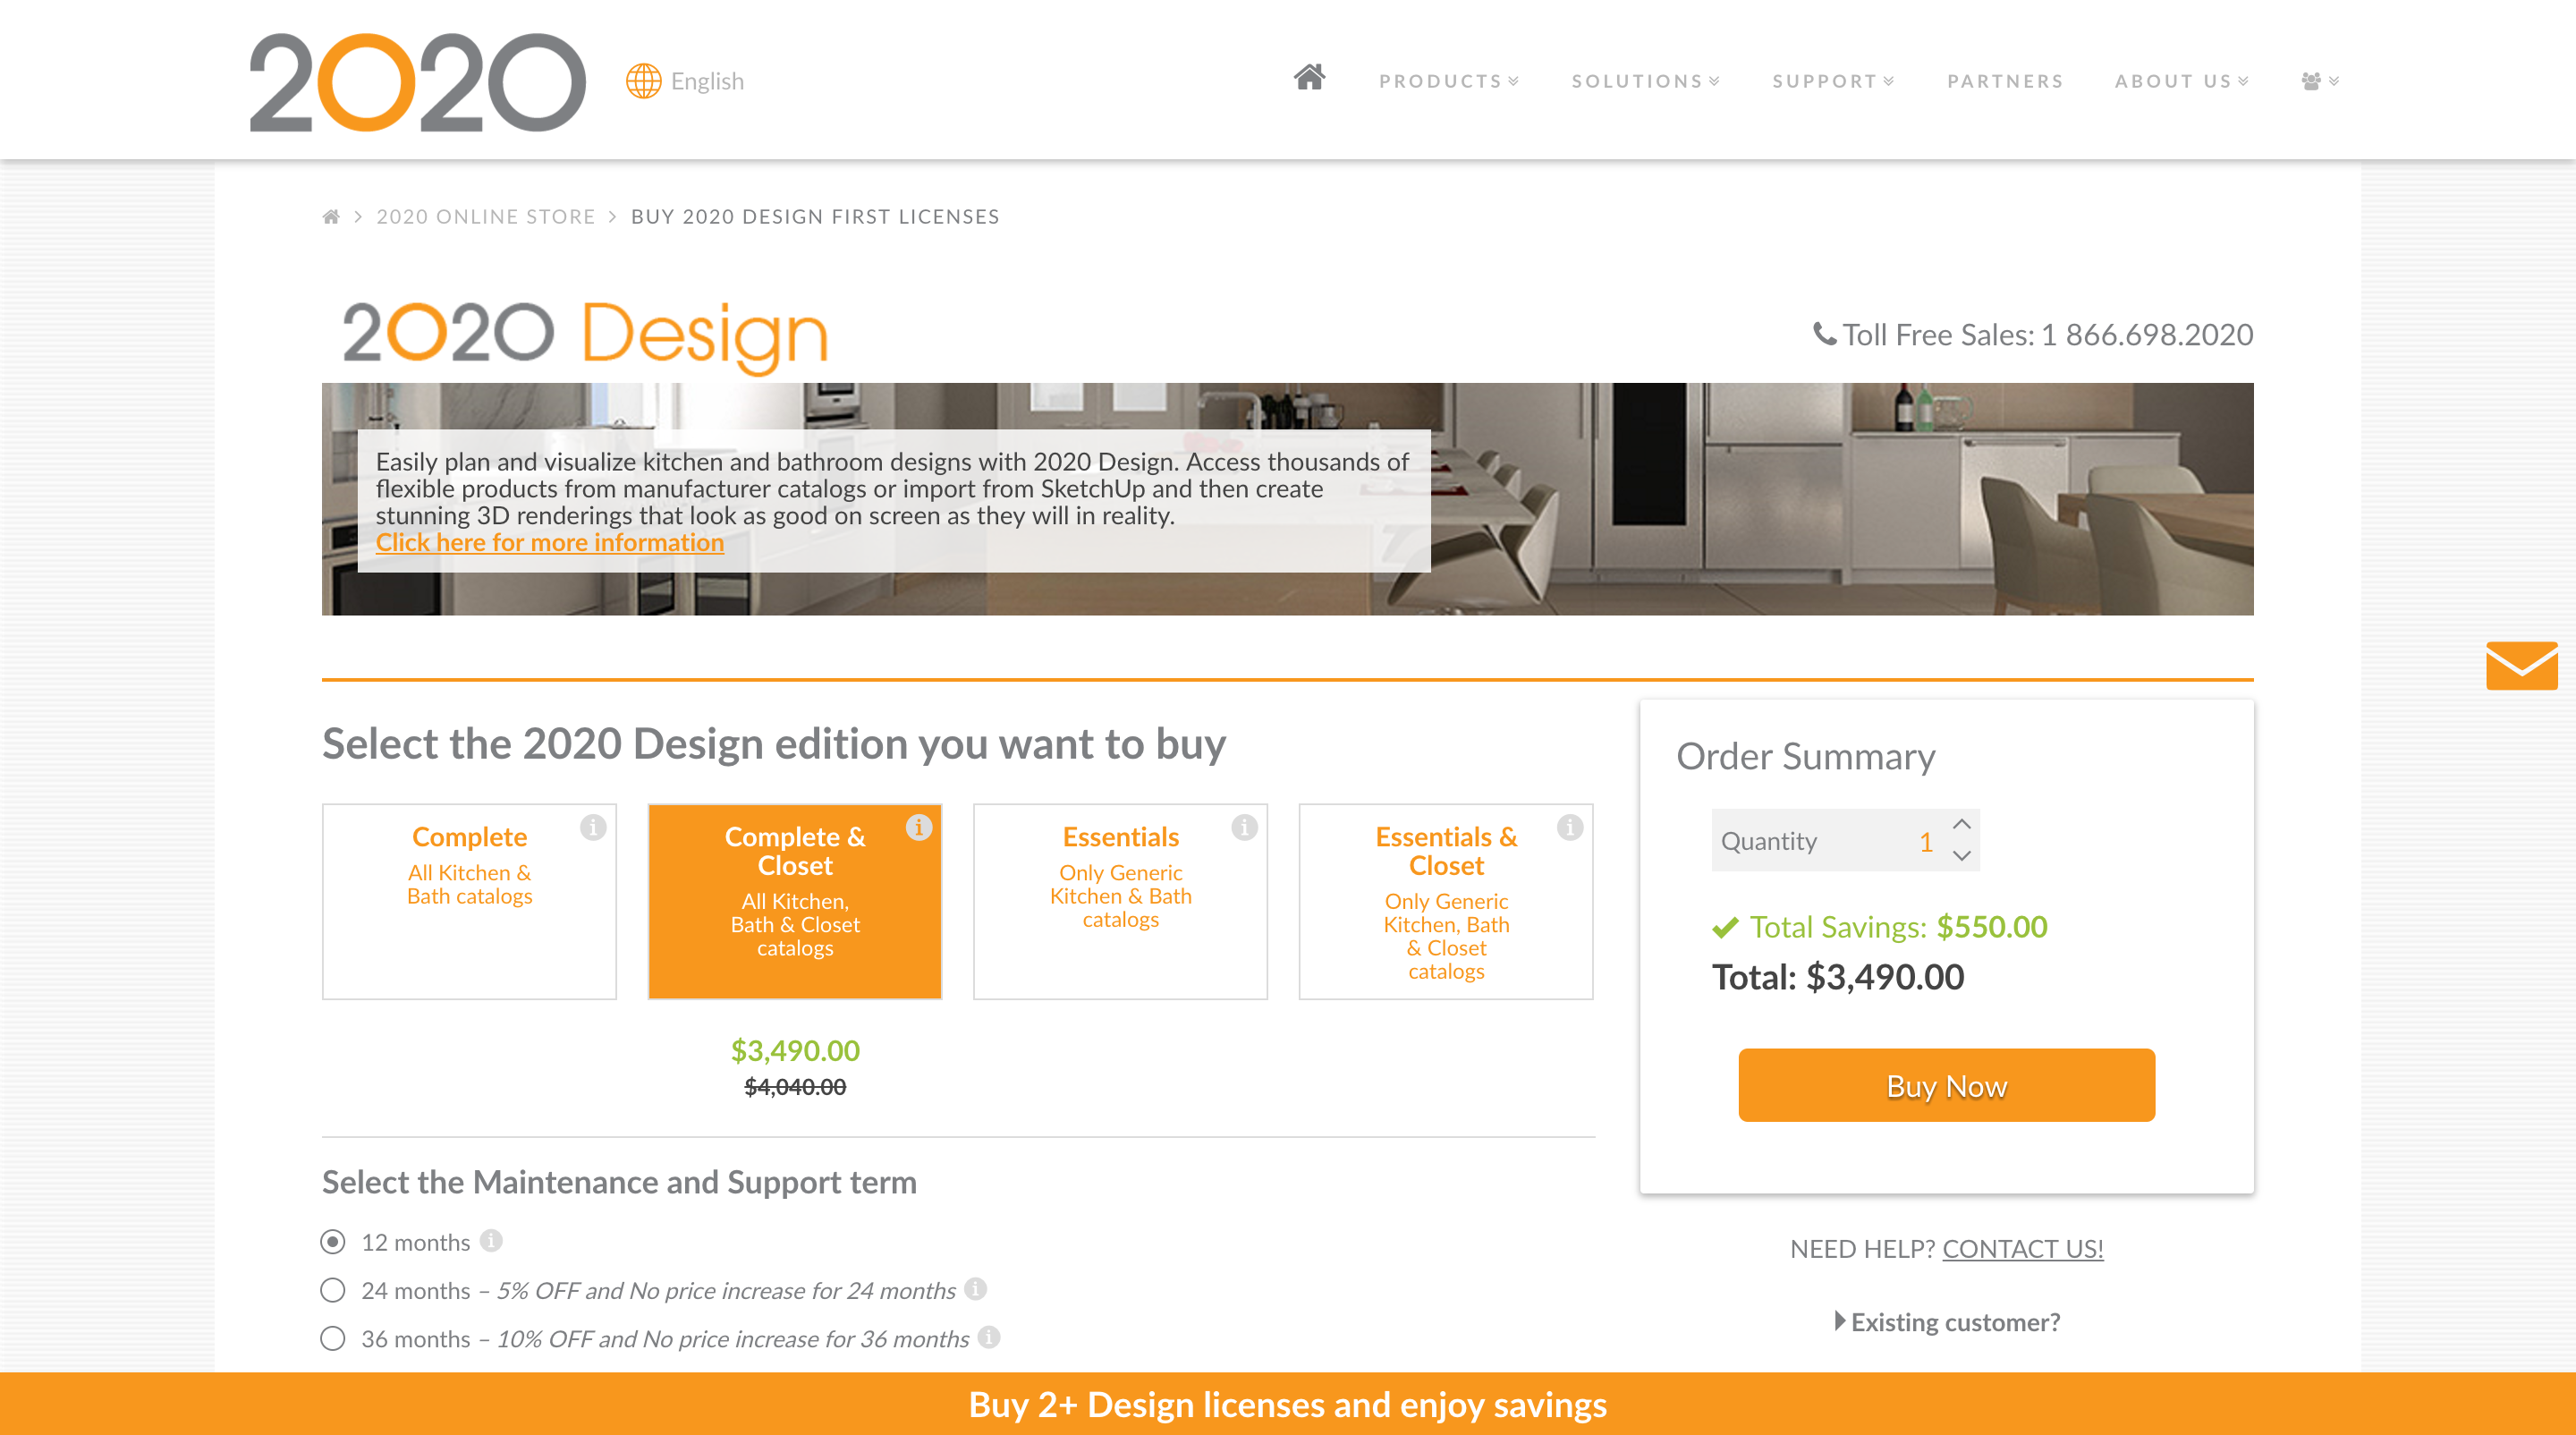 2020
English
PRODUCTS
SOLUTIONS
SUPPORT
PARTNERS
ABOUT US
2020 ONLINE STORE > BUY 2020 DESIGN FIRST LICENSES
2020 Design
Toll Free Sales: 1 866.698.2020
Easily plan and visualize kitchen and bathroom designs with 2020 Design. Access thousands of
flexible products from manufacturer catalogs or import from SketchUp and then create
stunning 3D renderings that look as good on screen as they will in reality.
Click here for more information
Select the 2020 Design edition you want to buy
Complete
All Kitchen &
Bath catalogs
Complete &
Closet
All Kitchen,
Bath & Closet
catalogs
Essentials
Only Generic
Kitchen & Bath
catalogs
Essentials &
Closet
Only Generic
Kitchen, Bath
& Closet
catalogs
$3,490.00
$4,040.00
Select the Maintenance and Support term
12 months
24 months – 5% OFF and No price increase for 24 months
36 months – 10% OFF and No price increase for 36 months
Order Summary
Quantity 1
Total Savings: $550.00
Total: $3,490.00
Buy Now
NEED HELP? CONTACT US!
Existing customer?
Buy 2+ Design licenses and enjoy savings